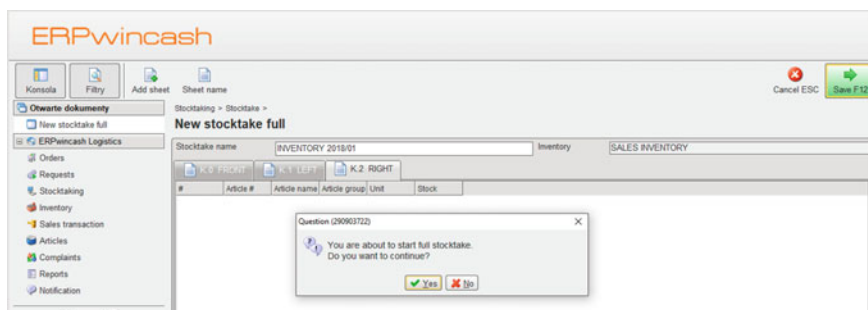 ERPwincash
Konsola
Filtry
Add sheet
Sheet name
Cancel ESC
Save F12
Otwarte dokumenty
New stocktake full
ERPwincash Logistics
Orders
Requests
Stocktaking
Inventory
Sales transaction
Articles
Complaints
Reports
Notification
Stocktaking > Stocktake >
New stocktake full
Stocktake name
INVENTORY 2018/01
Inventory
SALES INVENTORY
K.0 FRONT
K.1 LEFT
K.2 RIGHT
# Article # Article name Article group Unit Stock
Question (290903722)
You are about to start full stocktake.
Do you want to continue?
Yes
No